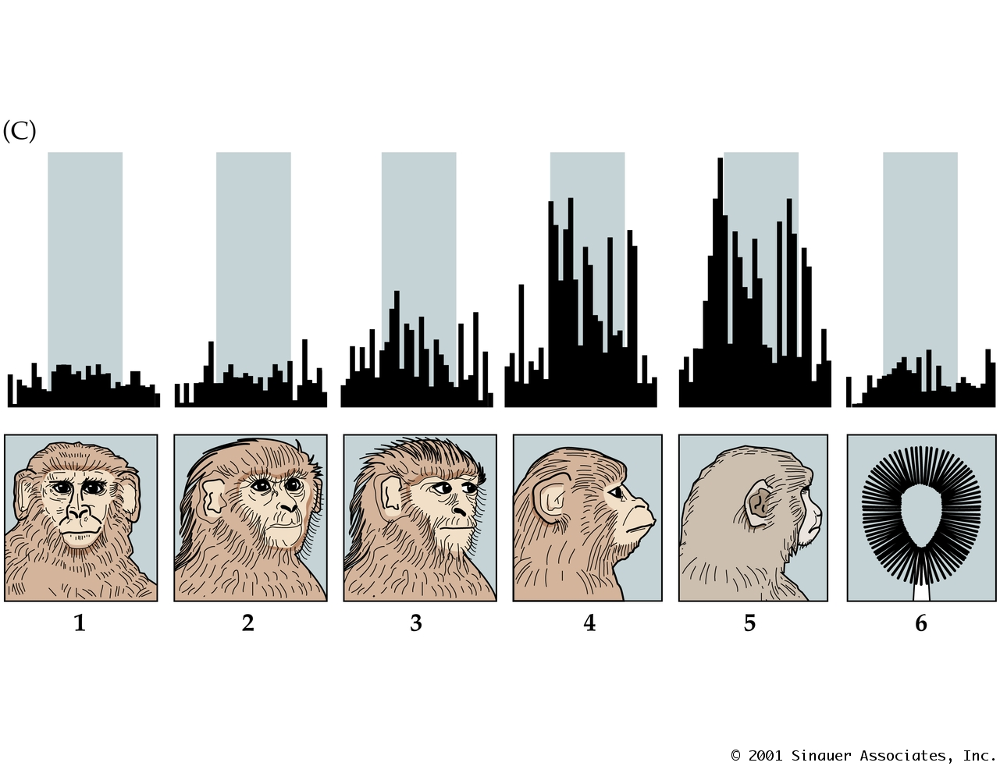 (C)
1 2 3 4 5 6
© 2001 Sinauer Associates, Inc.